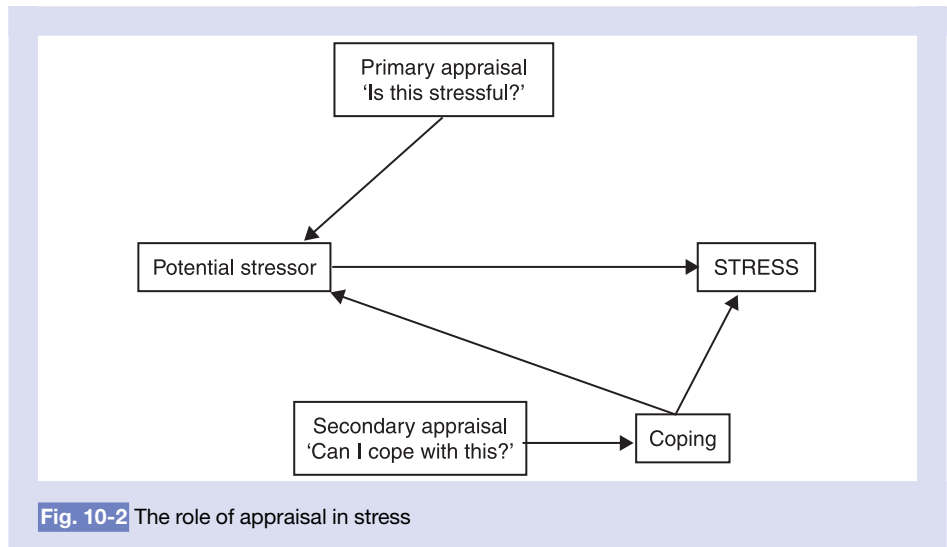 Primary appraisal
‘Is this stressful?’
Potential stressor
STRESS
Secondary appraisal
‘Can I cope with this?’
Coping
Fig. 10-2 The role of appraisal in stress